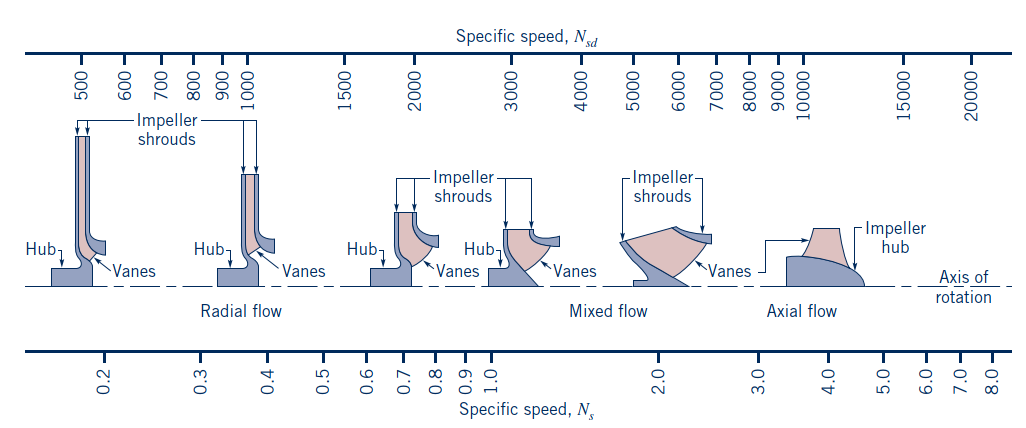 Specific speed, Nsd
500 600 700 800 900 1000 1500 2000 3000 4000 5000 6000 7000 8000 9000 10000 15000 20000
Impeller
shrouds
Impeller
shrouds
Impeller
shrouds
Impeller
hub
Hub
Hub
Hub
Hub
Vanes
Vanes
Vanes
Vanes
Vanes
Axis of
rotation
Radial flow
Mixed flow
Axial flow
0.2 0.3 0.4 0.5 0.6 0.7 0.8 0.9 1.0 2.0 3.0 4.0 5.0 6.0 7.0 8.0
Specific speed, Ns